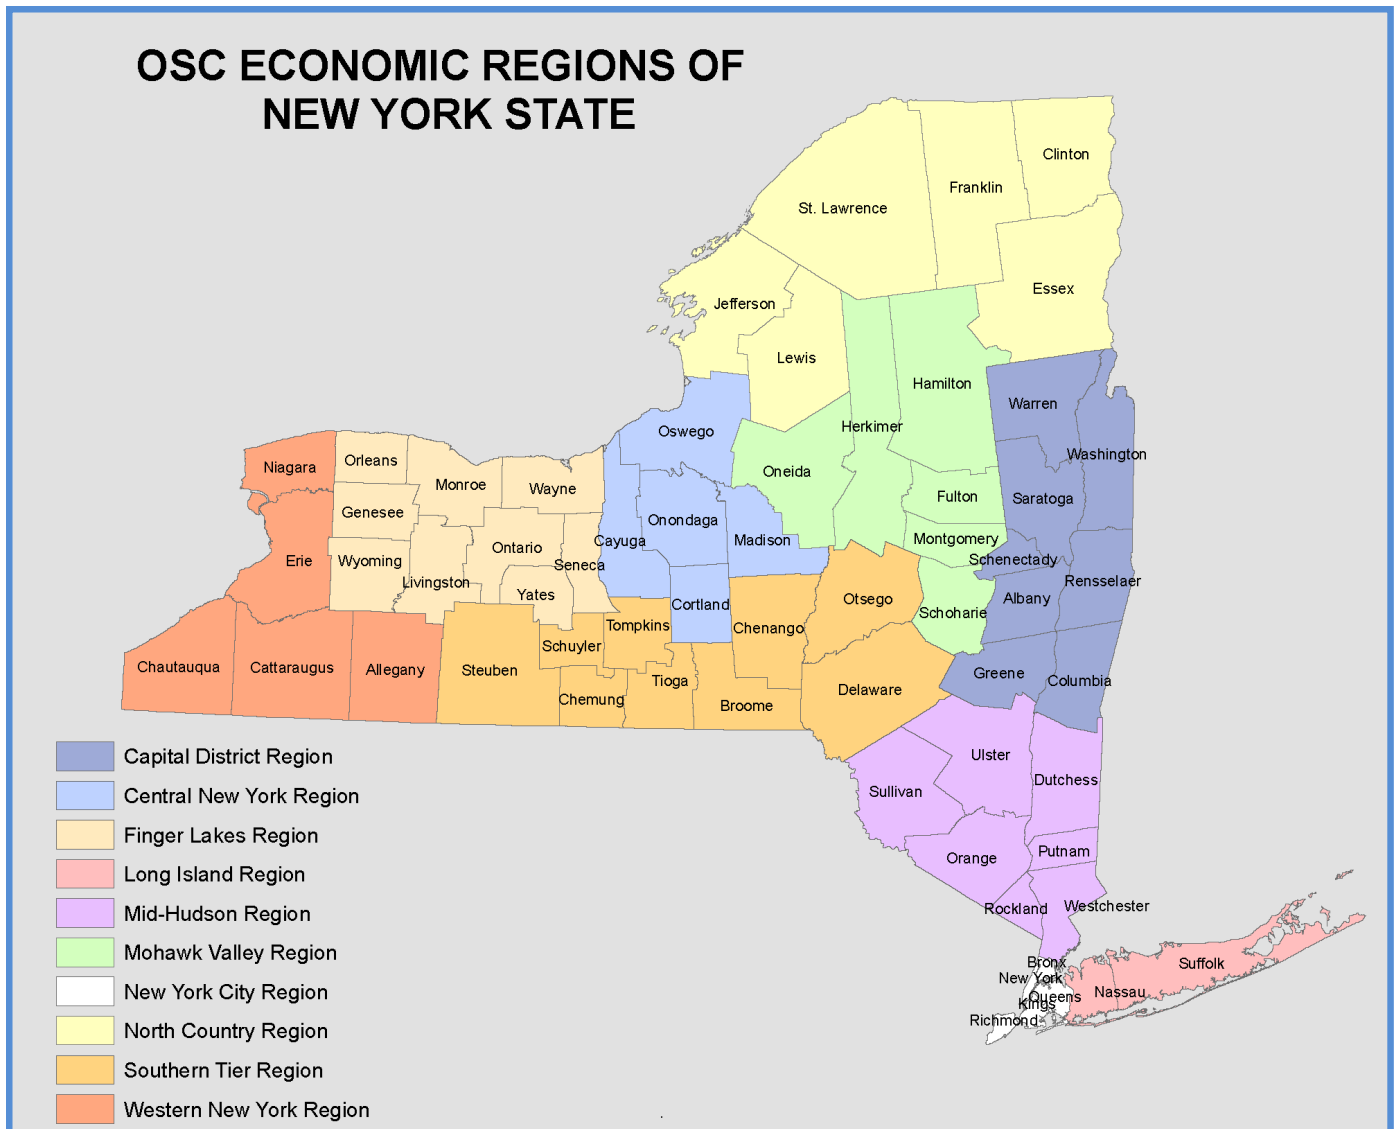 OSC ECONOMIC REGIONS OF
NEW YORK STATE
Clinton
Franklin
St. Lawrence
Essex
Jefferson
Lewis
Hamilton
Warren
Herkimer
Oswego
Washington
Oneida
Niagara
Orleans
Monroe
Wayne
Fulton
Saratoga
Genesee
Onondaga
Madison
Montgomery
Cayuga
Ontario
Erie
Wyoming
Seneca
Schenectady
Livingston
Rensselaer
Yates
Cortland
Otsego
Albany
Schoharie
Tompkins
Chenango
Schuyler
Chautauqua
Cattaraugus
Allegany
Steuben
Tioga
Greene
Columbia
Delaware
Chemung
Broome
Ulster
Dutchess
Sullivan
Putnam
Orange
Rockland
Westchester
Bronx
Suffolk
New York
Nassau
Queens
Kings
Richmond
Capital District Region
Central New York Region
Finger Lakes Region
Long Island Region
Mid-Hudson Region
Mohawk Valley Region
New York City Region
North Country Region
Southern Tier Region
Western New York Region